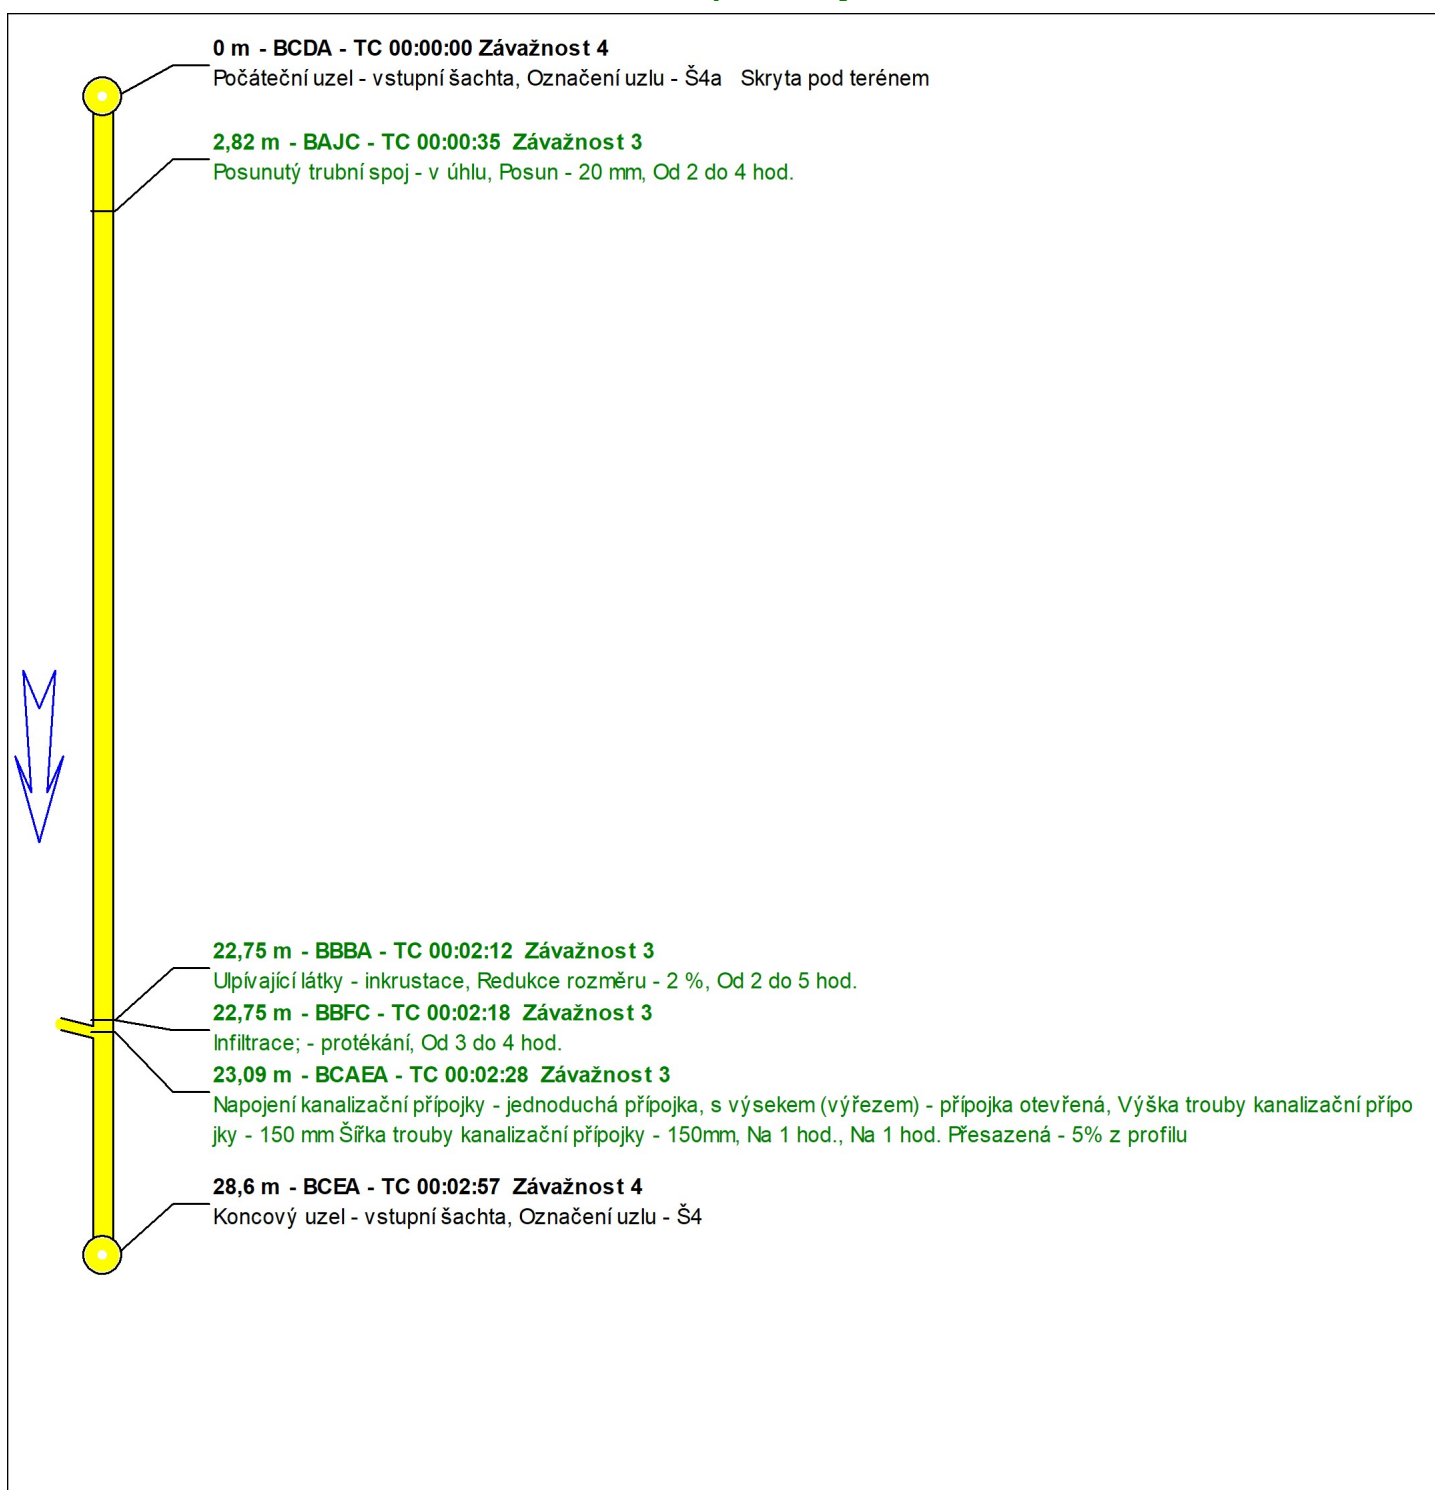 0 m - BCDA - TC 00:00:00 Závažnost 4
Počáteční uzel - vstupní šachta, Označení uzlu - Š4a Skryta pod terénem
2,82 m - BAJC - TC 00:00:35 Závažnost 3
Posunutý trubní spoj - v úhlu, Posun - 20 mm, Od 2 do 4 hod.
22,75 m - BBBA - TC 00:02:12 Závažnost 3
Ulpívající látky - inkrustace, Redukce rozměru - 2 %, Od 2 do 5 hod.
22,75 m - BBFC - TC 00:02:18 Závažnost 3
Infiltrace; - protékání, Od 3 do 4 hod.
23,09 m - BCAEA - TC 00:02:28 Závažnost 3
Napojení kanalizační přípojky - jednoduchá přípojka, s výsekem (výřezem) - přípojka otevřená, Výška trouby kanalizační přípo
jky - 150 mm Šířka trouby kanalizační přípojky - 150mm, Na 1 hod., Na 1 hod. Přesazená - 5% z profilu
28,6 m - BCEA - TC 00:02:57 Závažnost 4
Koncový uzel - vstupní šachta, Označení uzlu - Š4